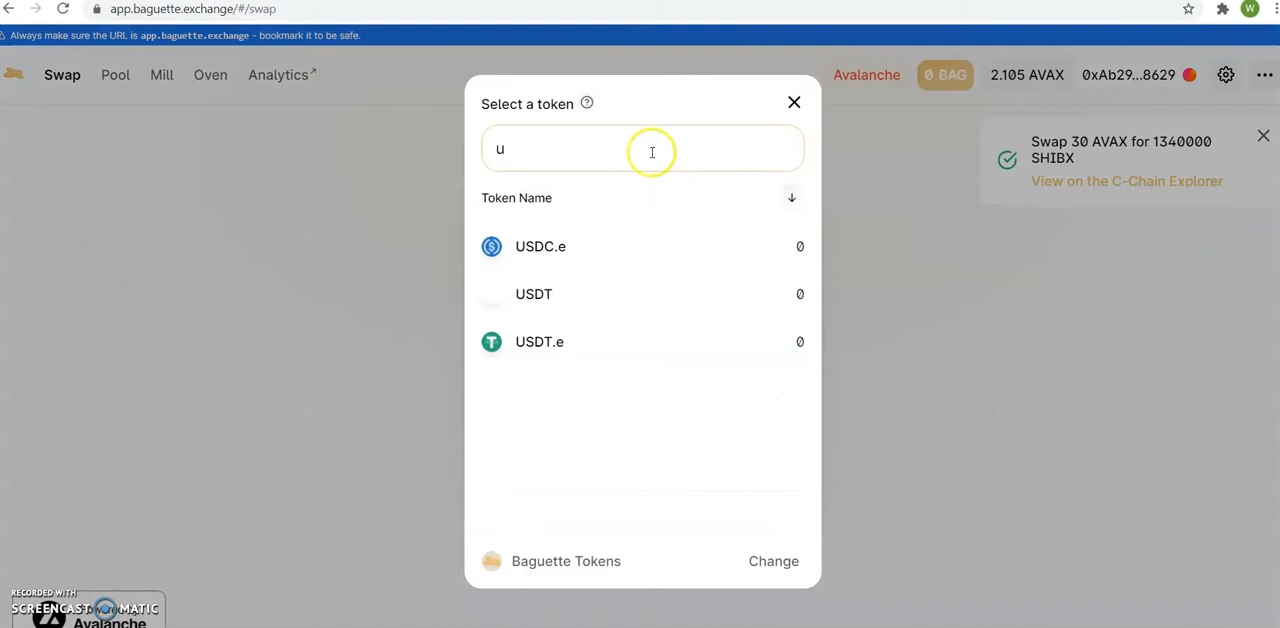 app.baguette.exchange/#/swap
W
Always make sure the URL is app.baguette.exchange - bookmark it to be safe.
Swap Pool Mill Oven Analytics↗ Avalanche 0 BAG 2.105 AVAX 0xAb29...8629
Select a token ?
u
Swap 30 AVAX for 1340000
SHIBX
View on the C-Chain Explorer
Token Name
USDC.e 0
USDT 0
USDT.e 0
Baguette Tokens Change
RECORDED WITH
SCREENCAST MATIC
Avalanche